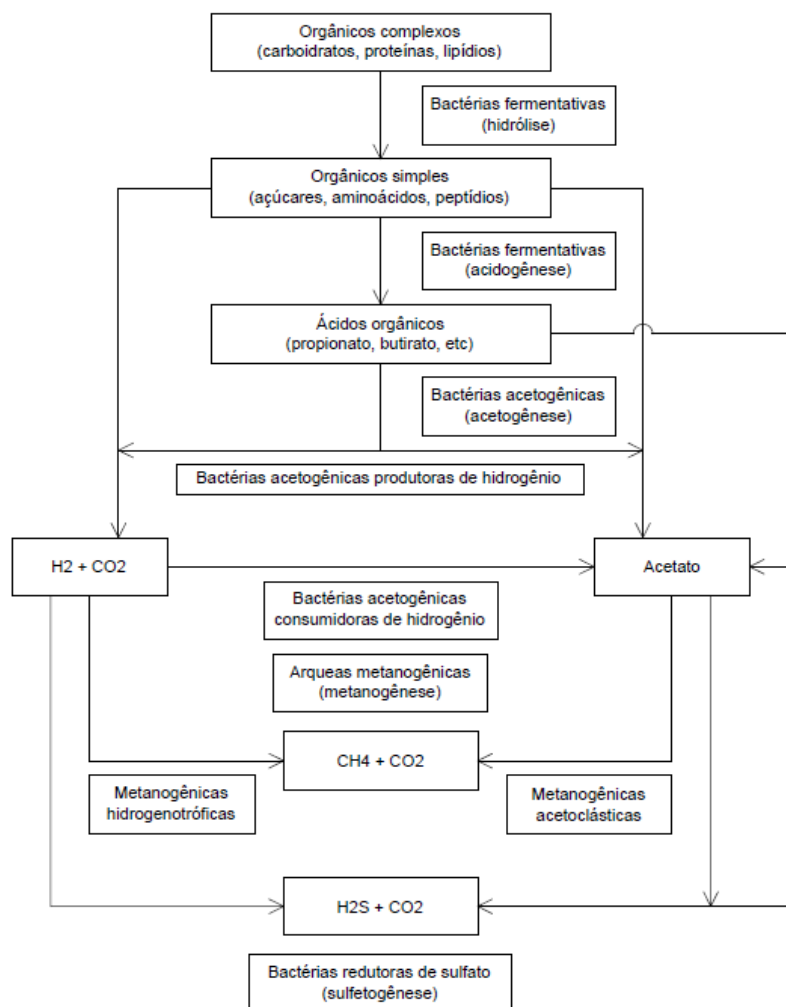 Orgânicos complexos
(carboidratos, proteínas, lipídios)
Bactérias fermentativas
(hidrólise)
Orgânicos simples
(açúcares, aminoácidos, peptídios)
Bactérias fermentativas
(acidogênese)
Ácidos orgânicos
(propionato, butirato, etc)
Bactérias acetogênicas
(acetogênese)
Bactérias acetogênicas produtoras de hidrogênio
H2 + CO2
Acetato
Bactérias acetogênicas
consumidoras de hidrogênio
Arqueas metanogênicas
(metanogênese)
CH4 + CO2
Metanogênicas
hidrogenotróficas
Metanogênicas
acetoclásticas
H2S + CO2
Bactérias redutoras de sulfato
(sulfetogênese)